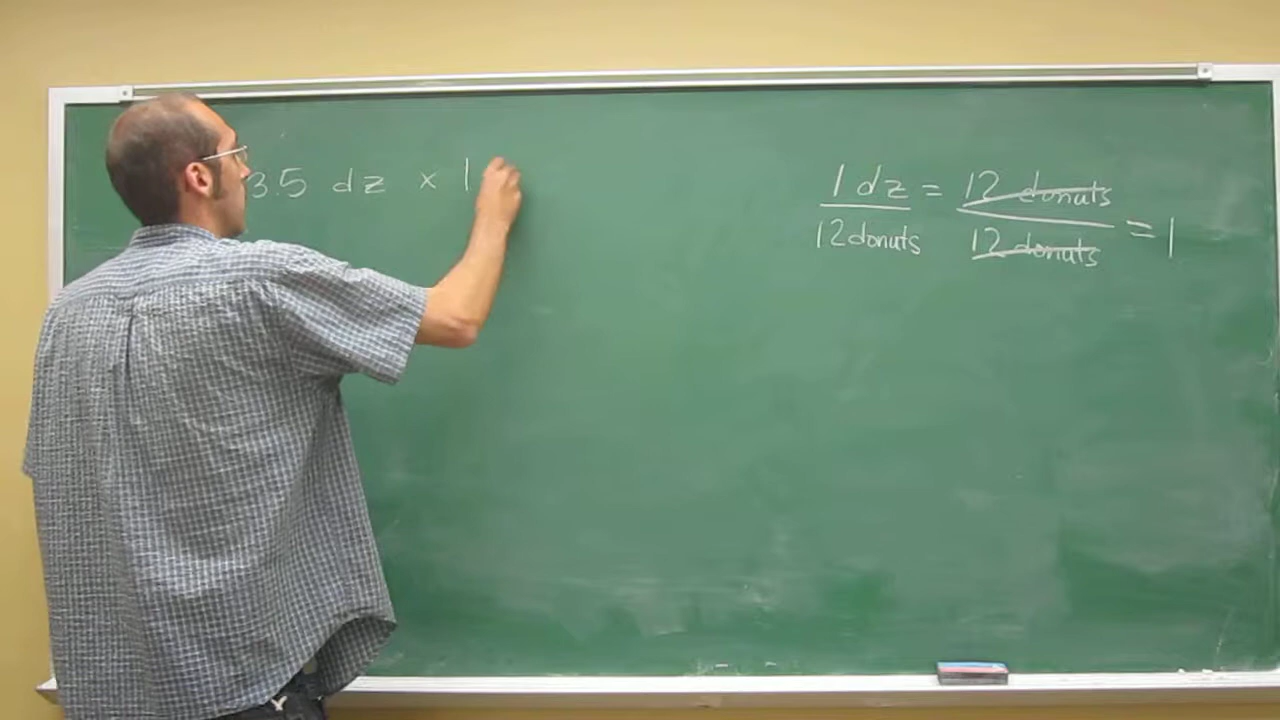 3.5 dz × 1
1 dz = 12 donuts
12 donuts 12 donuts = 1